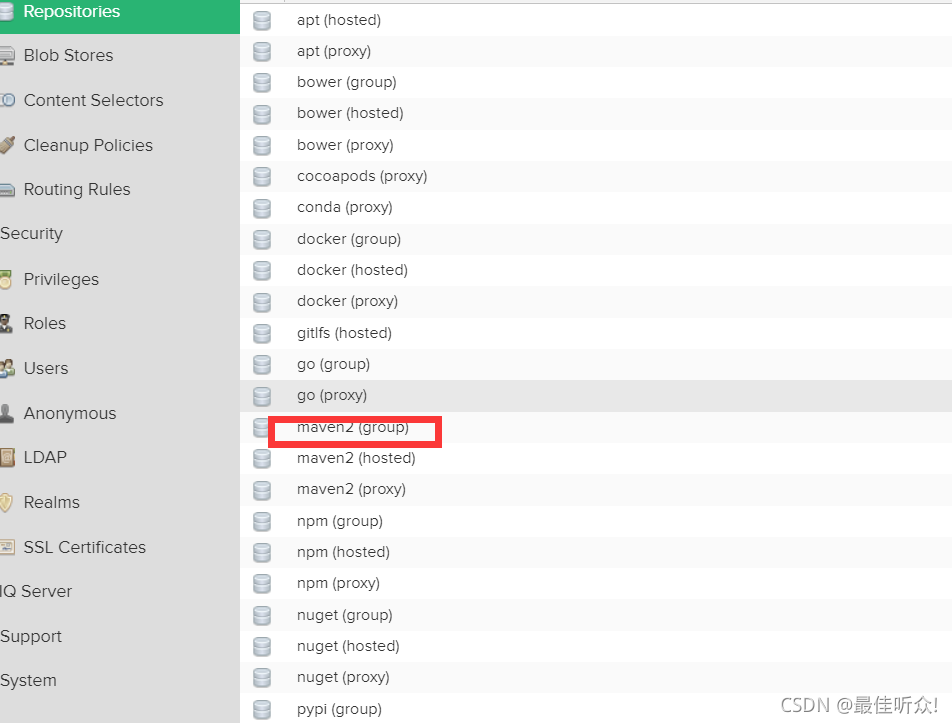 Repositories
Blob Stores
Content Selectors
Cleanup Policies
Routing Rules
Security
Privileges
Roles
Users
Anonymous
LDAP
Realms
SSL Certificates
IQ Server
Support
System
apt (hosted)
apt (proxy)
bower (group)
bower (hosted)
bower (proxy)
cocoapods (proxy)
conda (proxy)
docker (group)
docker (hosted)
docker (proxy)
gitlfs (hosted)
go (group)
go (proxy)
maven2 (group)
maven2 (hosted)
maven2 (proxy)
npm (group)
npm (hosted)
npm (proxy)
nuget (group)
nuget (hosted)
nuget (proxy)
pypi (group)
CSDN @最佳听众!